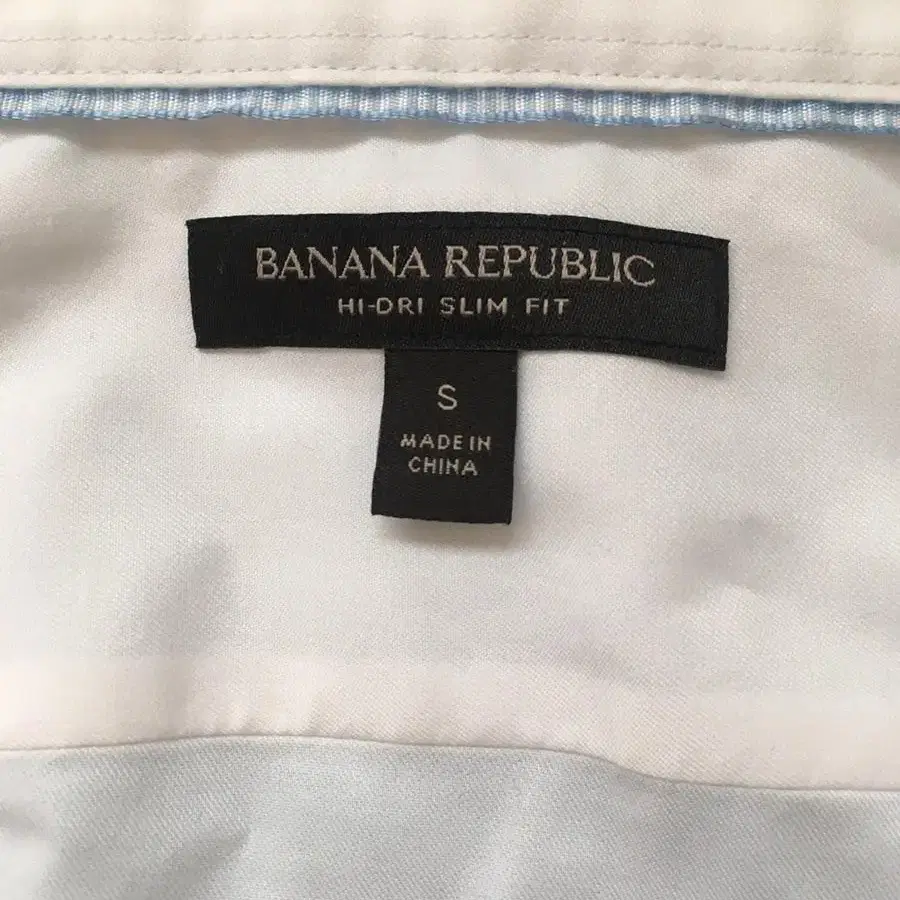 BANANA REPUBLIC
HI-DRI SLIM FIT
S
MADE IN
CHINA